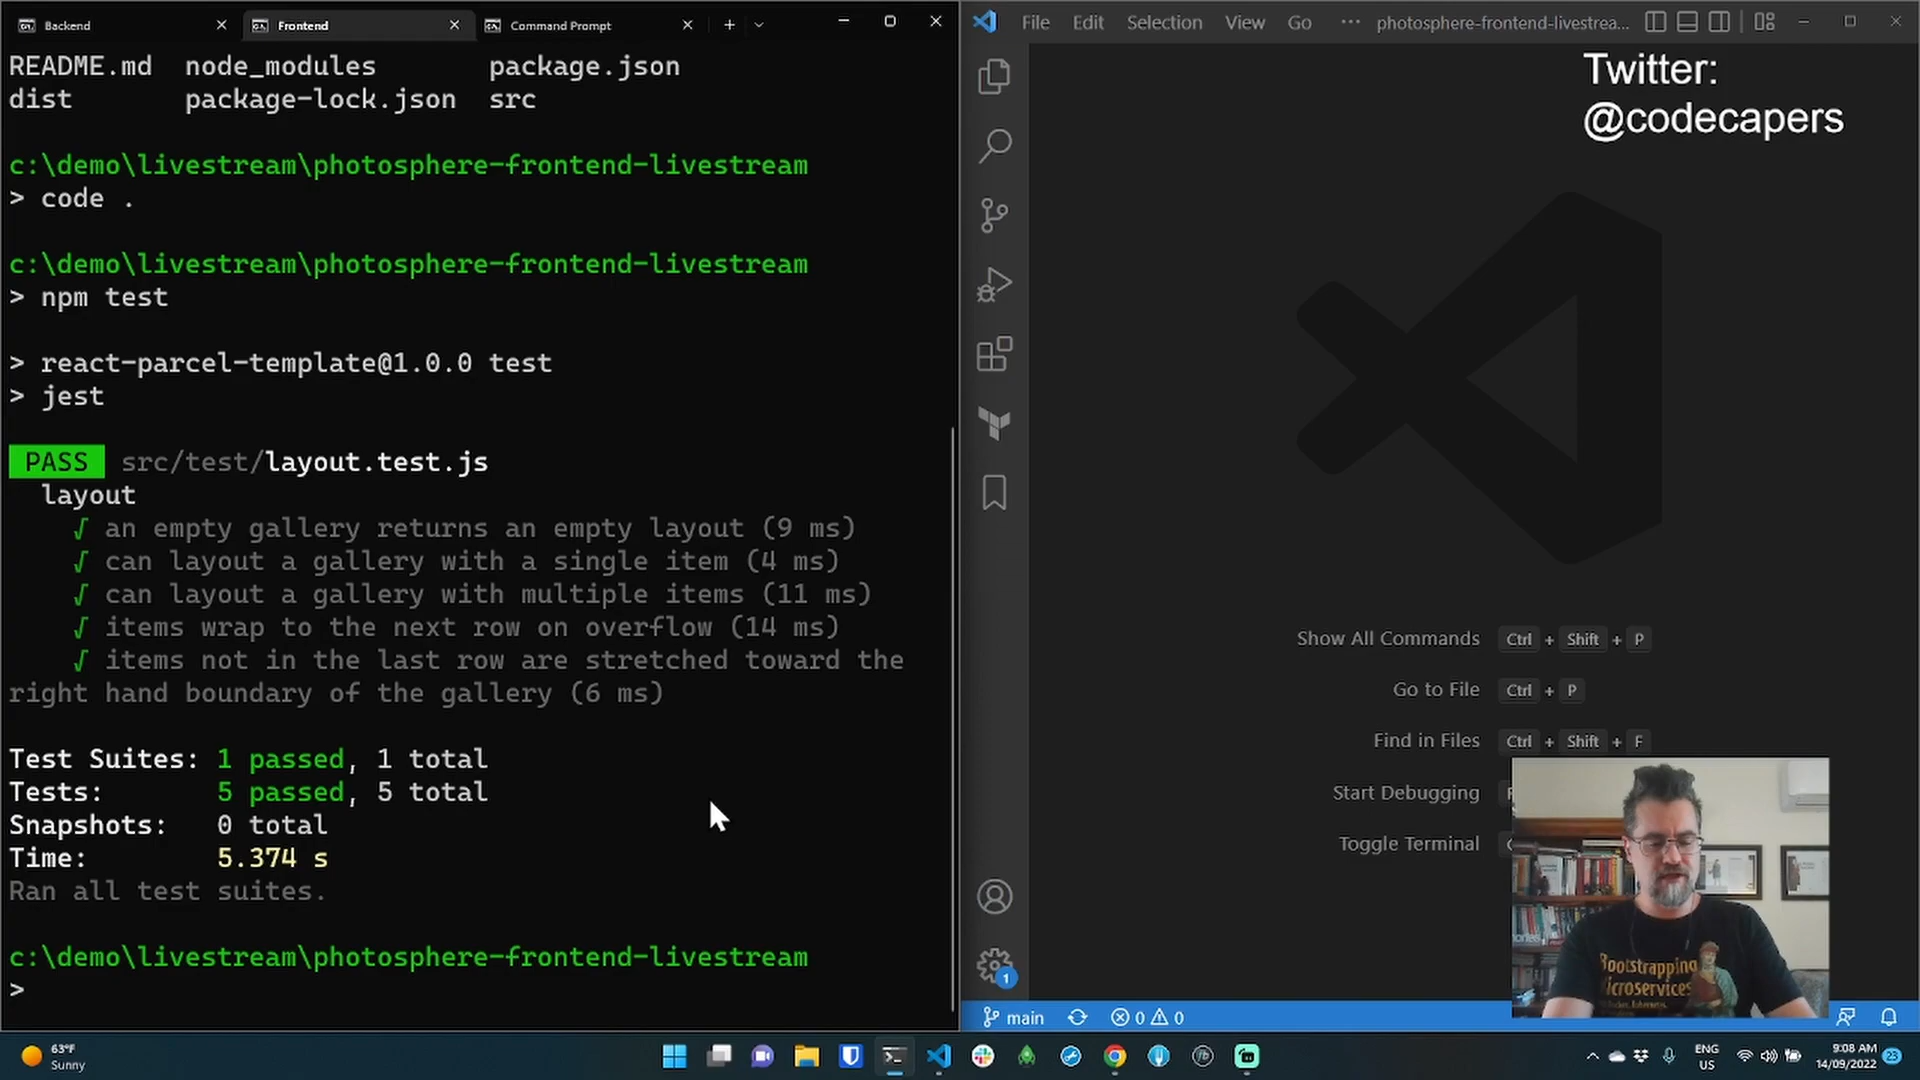 Backend
Frontend
Command Prompt
README.md node_modules package.json
dist package-lock.json src
c:\demo\livestream\photosphere-frontend-livestream
> code .
c:\demo\livestream\photosphere-frontend-livestream
> npm test
> react-parcel-template@1.0.0 test
> jest
PASS src/test/layout.test.js
layout
√ an empty gallery returns an empty layout (9 ms)
√ can layout a gallery with a single item (4 ms)
√ can layout a gallery with multiple items (11 ms)
√ items wrap to the next row on overflow (14 ms)
√ items not in the last row are stretched toward the
right hand boundary of the gallery (6 ms)
Test Suites: 1 passed, 1 total
Tests: 5 passed, 5 total
Snapshots: 0 total
Time: 5.374 s
Ran all test suites.
c:\demo\livestream\photosphere-frontend-livestream
>
File Edit Selection View Go ··· photosphere-frontend-livestrea...
Twitter:
@codecapers
Show All Commands Ctrl + Shift + P
Go to File Ctrl + P
Find in Files Ctrl + Shift + F
Start Debugging
Toggle Terminal
1
Bootstrapping
Microservices
main 0 0
63°F
Sunny
ENG
US
9:08 AM
14/09/2022
23